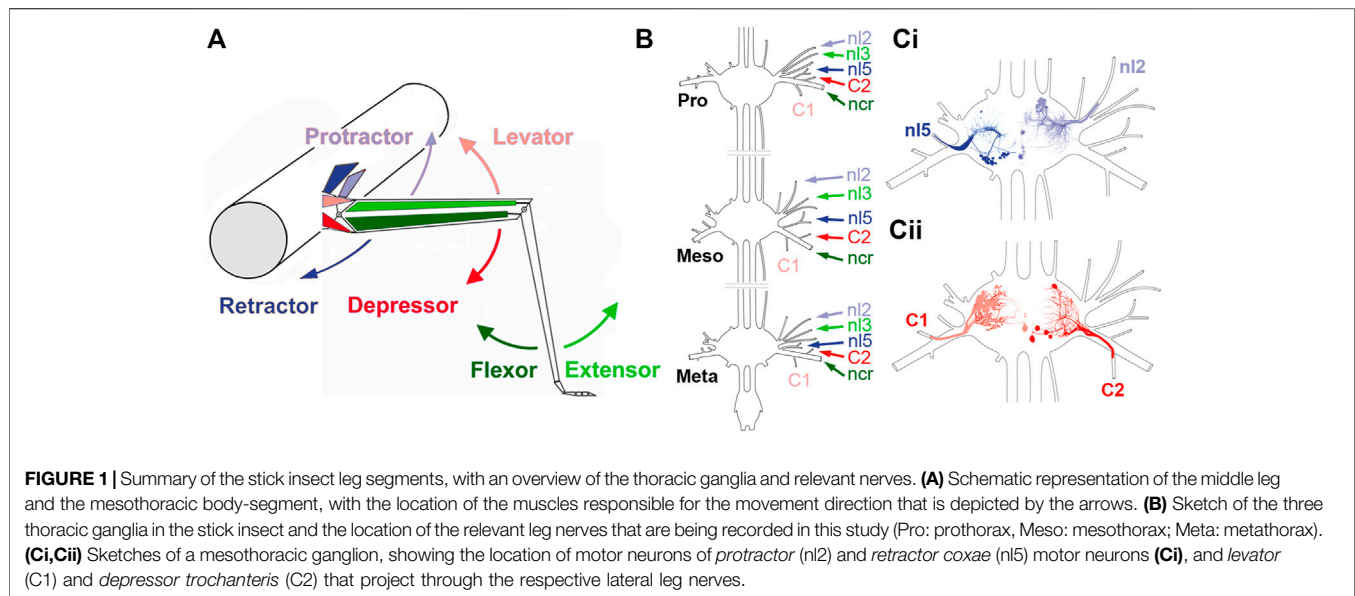 A
Protractor
Levator
Retractor
Depressor
Flexor
Extensor
B
nl2
nl3
nl5
C2
ncr
C1
Pro
nl2
nl3
nl5
C2
ncr
C1
Meso
nl2
nl3
nl5
C2
ncr
C1
Meta
Ci
nl2
nl5
Cii
C1
C2
FIGURE 1 | Summary of the stick insect leg segments, with an overview of the thoracic ganglia and relevant nerves. (A) Schematic representation of the middle leg
and the mesothoracic body-segment, with the location of the muscles responsible for the movement direction that is depicted by the arrows. (B) Sketch of the three
thoracic ganglia in the stick insect and the location of the relevant leg nerves that are being recorded in this study (Pro: prothorax, Meso: mesothorax; Meta: metathorax).
(Ci,Cii) Sketches of a mesothoracic ganglion, showing the location of motor neurons of protractor (nl2) and retractor coxae (nl5) motor neurons (Ci), and levator
(C1) and depressor trochanteris (C2) that project through the respective lateral leg nerves.